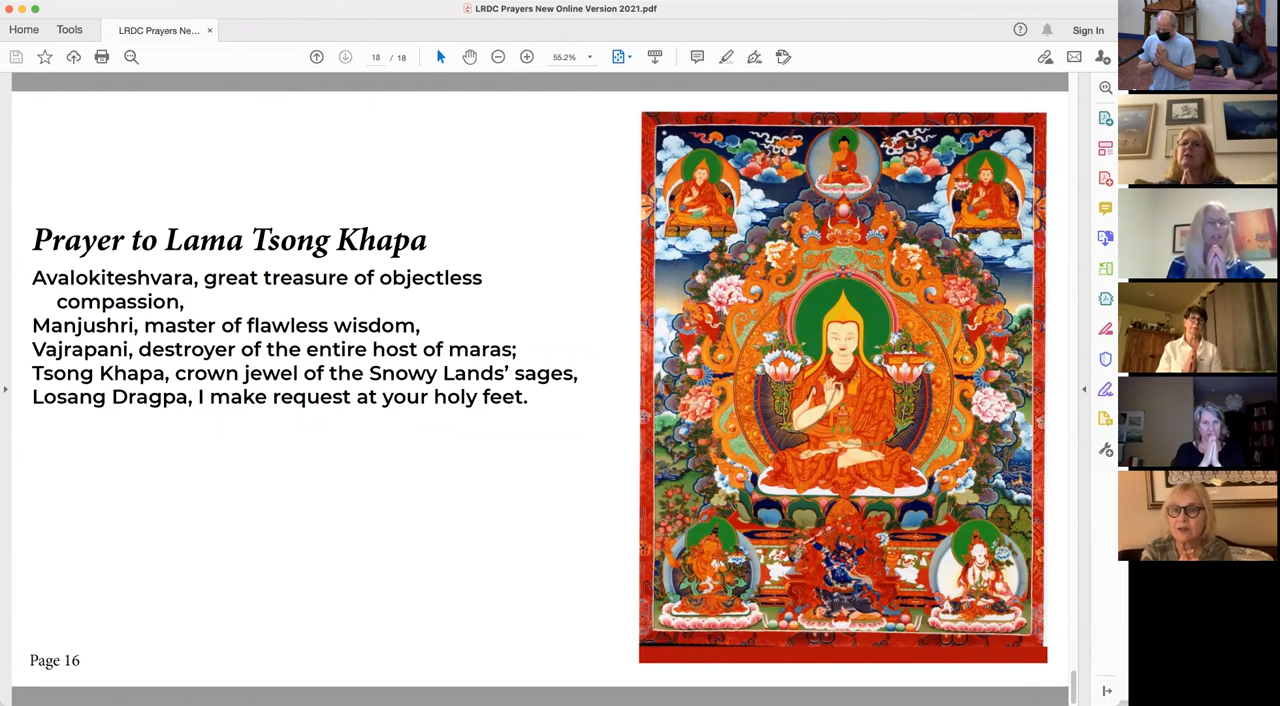 LRDC Prayers New Online Version 2021.pdf
Home
Tools
LRDC Prayers Ne... ×
Sign In
18 / 18
55.2%
Prayer to Lama Tsong Khapa
Avalokiteshvara, great treasure of objectless
compassion,
Manjushri, master of flawless wisdom,
Vajrapani, destroyer of the entire host of maras;
Tsong Khapa, crown jewel of the Snowy Lands’ sages,
Losang Dragpa, I make request at your holy feet.
Page 16